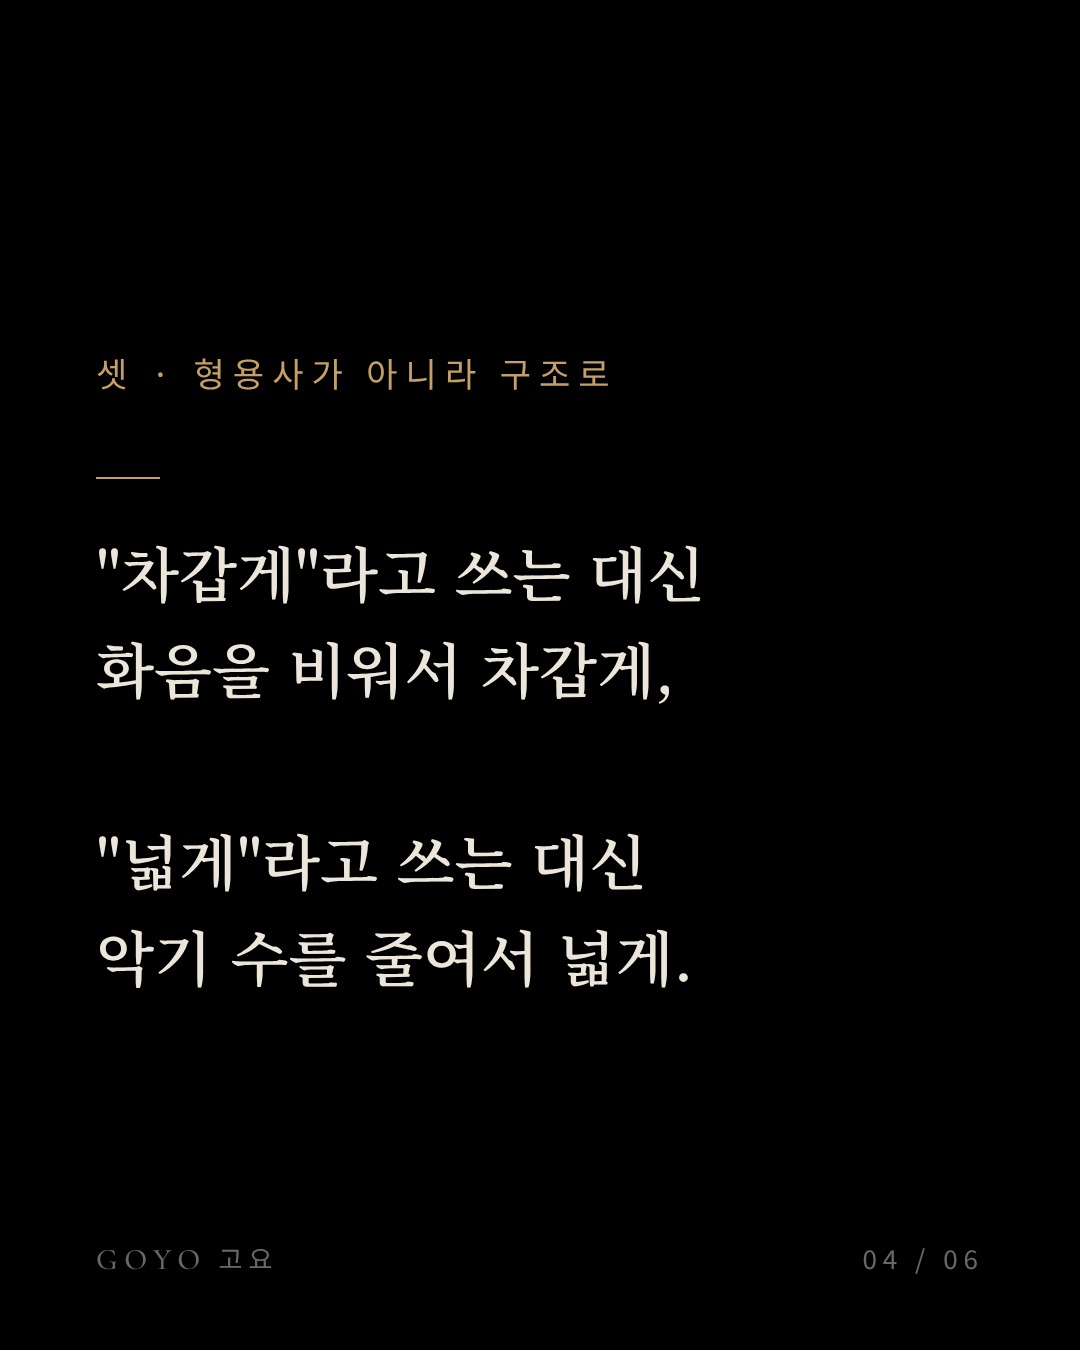 셋 · 형용사가 아니라 구조로
"차갑게"라고 쓰는 대신
화음을 비워서 차갑게,
"넓게"라고 쓰는 대신
악기 수를 줄여서 넓게.
GOYO 고요
04 / 06